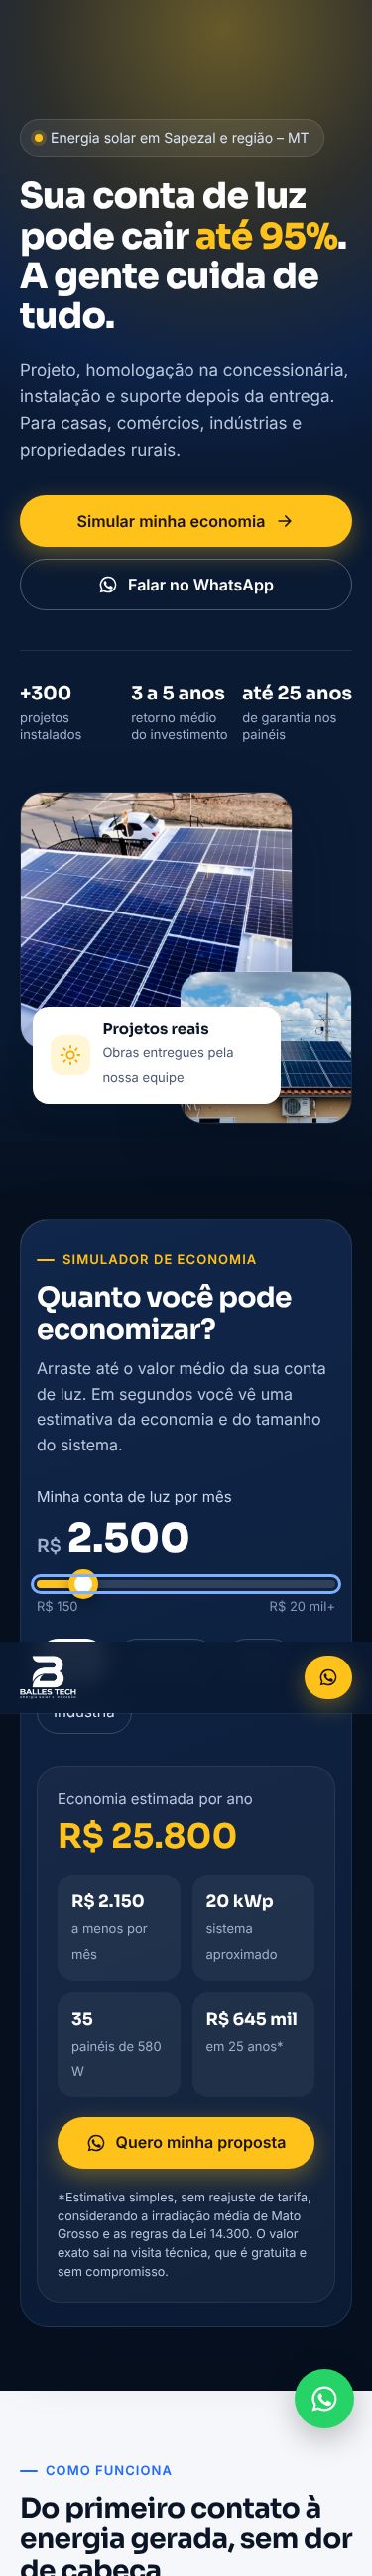 Energia solar em Sapezal e região – MT
Sua conta de luz
pode cair até 95%.
A gente cuida de
tudo.
Projeto, homologação na concessionária,
instalação e suporte depois da entrega.
Para casas, comércios, indústrias e
propriedades rurais.
Simular minha economia →
Falar no WhatsApp
+300
projetos
instalados
3 a 5 anos
retorno médio
do investimento
até 25 anos
de garantia nos
painéis
Projetos reais
Obras entregues pela
nossa equipe
SIMULADOR DE ECONOMIA
Quanto você pode
economizar?
Arraste até o valor médio da sua conta
de luz. Em segundos você vê uma
estimativa da economia e do tamanho
do sistema.
Minha conta de luz por mês
R$ 2.500
R$ 150
R$ 20 mil+
BALLES TECH
Indústria
Economia estimada por ano
R$ 25.800
R$ 2.150
a menos por
mês
20 kWp
sistema
aproximado
35
painéis de 580
W
R$ 645 mil
em 25 anos*
Quero minha proposta
*Estimativa simples, sem reajuste de tarifa,
considerando a irradiação média de Mato
Grosso e as regras da Lei 14.300. O valor
exato sai na visita técnica, que é gratuita e
sem compromisso.
COMO FUNCIONA
Do primeiro contato à
energia gerada, sem dor
de cabeça